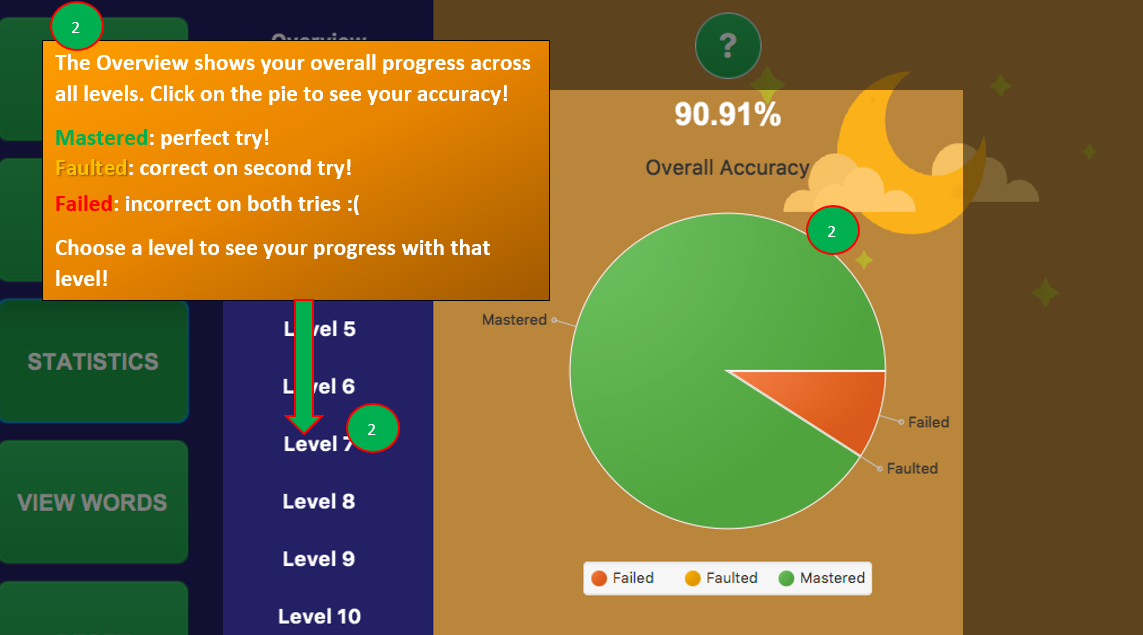 2
Overview
The Overview shows your overall progress across
all levels. Click on the pie to see your accuracy!
Mastered: perfect try!
Faulted: correct on second try!
Failed: incorrect on both tries :(
Choose a level to see your progress with that
level!
STATISTICS
VIEW WORDS
Level 5
Level 6
Level 7
2
Level 8
Level 9
Level 10
?
90.91%
Overall Accuracy
2
Mastered
Failed
Faulted
Failed Faulted Mastered